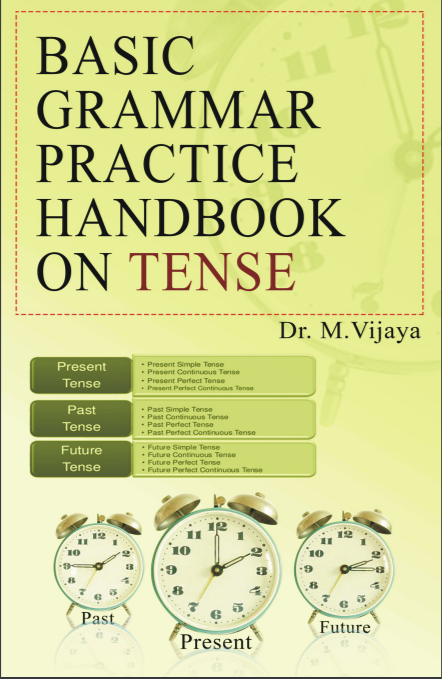 BASIC
GRAMMAR
PRACTICE
HANDBOOK
ON TENSE
Dr. M.Vijaya
Present
Tense
• Present Simple Tense
• Present Continuous Tense
• Present Perfect Tense
• Present Perfect Continuous Tense
Past
Tense
• Past Simple Tense
• Past Continuous Tense
• Past Perfect Tense
• Past Perfect Continuous Tense
Future
Tense
• Future Simple Tense
• Future Continuous Tense
• Future Perfect Tense
• Future Perfect Continuous Tense
Past
Present
Future